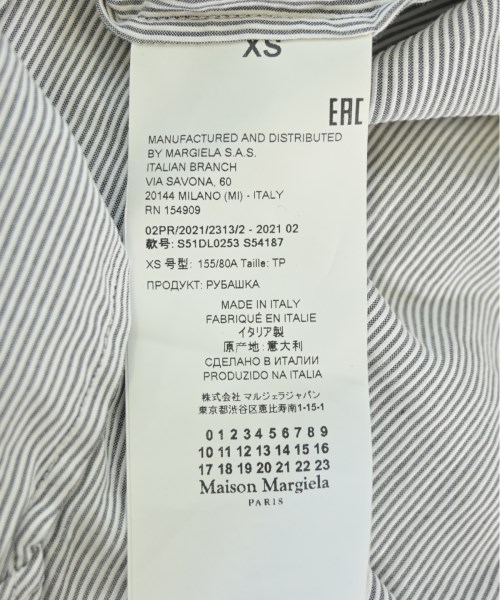 XS
EAC
MANUFACTURED AND DISTRIBUTED
BY MARGIELA S.A.S.
ITALIAN BRANCH
VIA SAVONA, 60
20144 MILANO (MI) - ITALY
RN 154909
02PR/2021/2313/2 - 2021 02
款号: S51DL0253 S54187
XS 号型: 155/80A Taille: TP
ПРОДУКТ: РУБАШКА
MADE IN ITALY
FABRIQUÉ EN ITALIE
イタリア製
原产地: 意大利
СДЕЛАНО В ИТАЛИИ
PRODUZIDO NA ITALIA
株式会社 マルジェラジャパン
東京都渋谷区恵比寿南1-15-1
0 1 2 3 4 5 6 7 8 9
10 11 12 13 14 15 16
17 18 19 20 21 22 23
Maison Margiela
PARIS